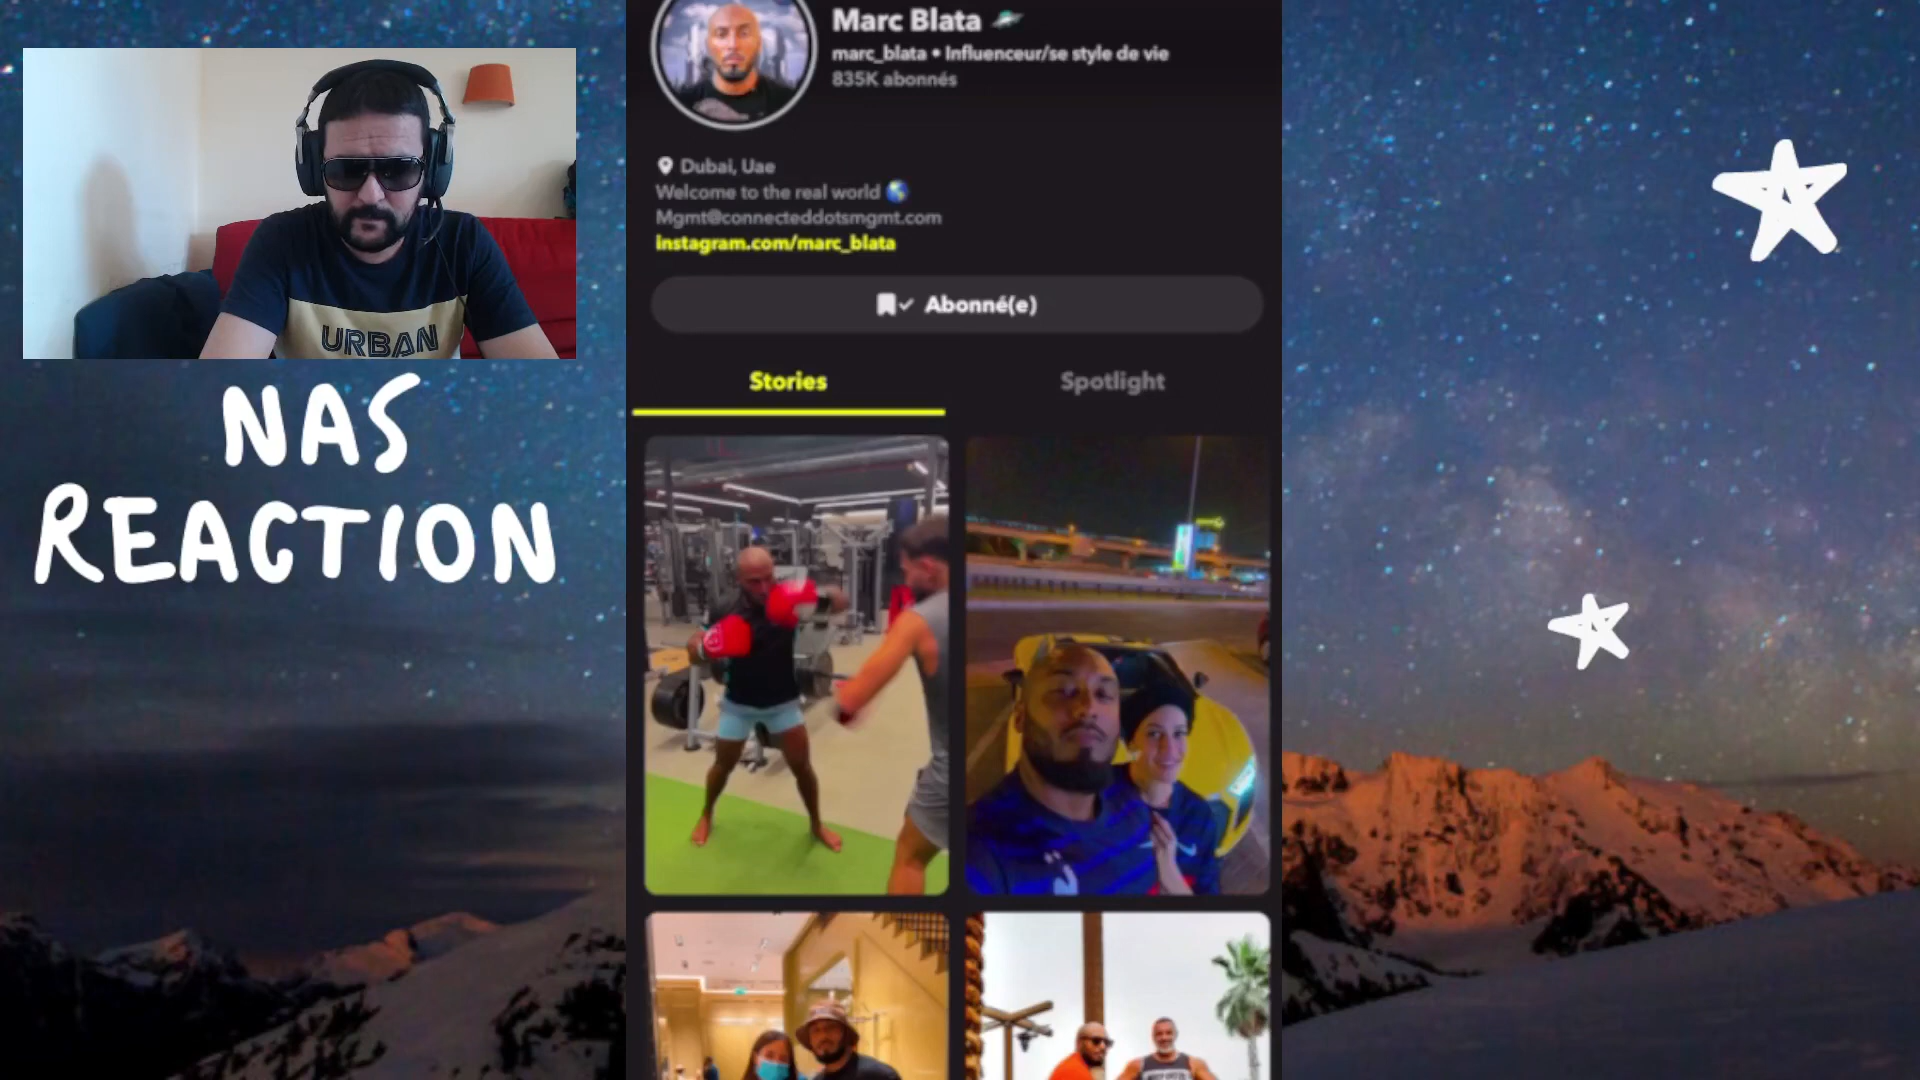 URBAN
NAS
REACTION
Marc Blata
marc_blata • Influenceur/se style de vie
835K abonnés
Dubai, Uae
Welcome to the real world
Mgmt@connecteddotsmgmt.com
instagram.com/marc_blata
Abonné(e)
Stories
Spotlight